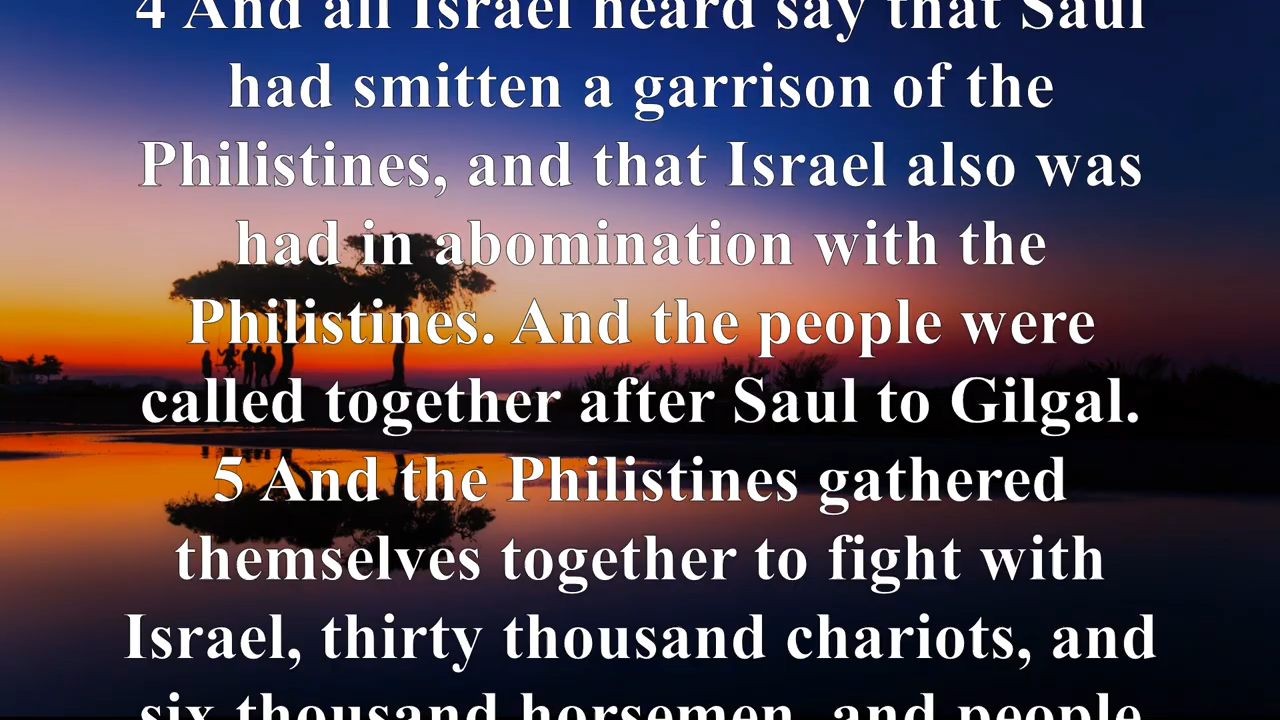 4 And all Israel heard say that Saul
had smitten a garrison of the
Philistines, and that Israel also was
had in abomination with the
Philistines. And the people were
called together after Saul to Gilgal.
5 And the Philistines gathered
themselves together to fight with
Israel, thirty thousand chariots, and
six thousand horsemen, and people